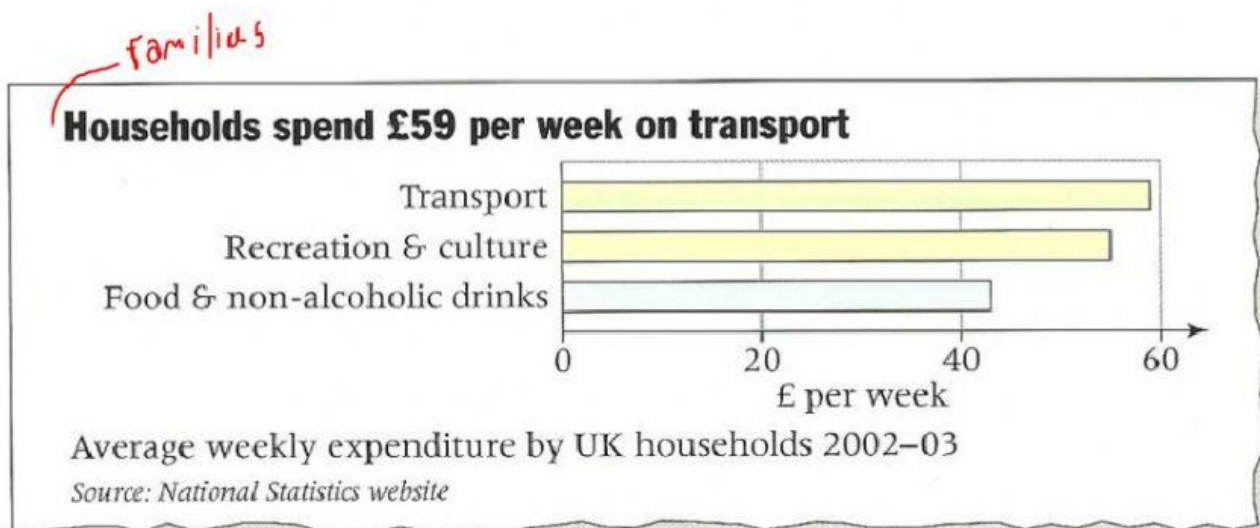 families
Households spend £59 per week on transport
Transport
Recreation & culture
Food & non-alcoholic drinks
0 20 40 60
£ per week
Average weekly expenditure by UK households 2002–03
Source: National Statistics website